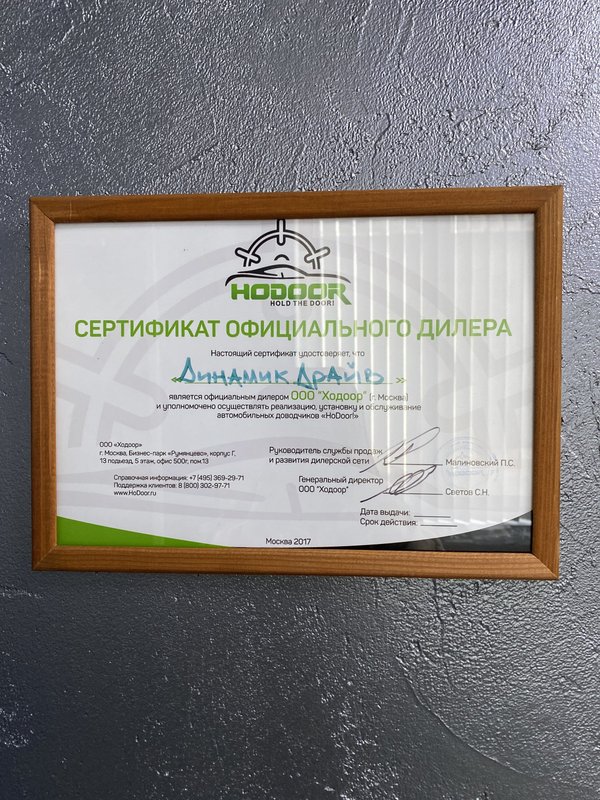 HODOOR
HOLD THE DOOR!
СЕРТИФИКАТ ОФИЦИАЛЬНОГО ДИЛЕРА
Настоящий сертификат удостоверяет, что
« Динамик Драйв »
является официальным дилером ООО "Ходоор" (г. Москва)
и уполномочено осуществлять реализацию, установку и обслуживание
автомобильных доводчиков «HoDoor!»
ООО «Ходоор»
г. Москва, Бизнес-парк «Румянцево», корпус Г,
13 подъезд, 5 этаж, офис 500г, пом.13
Справочная информация: +7 (495) 369-29-71
Поддержка клиентов: 8 (800) 302-97-71
www.HoDoor.ru
Руководитель службы продаж
и развития дилерской сети
Малиновский П.С.
Генеральный директор
ООО "Ходоор"
Светов С.Н.
Дата выдачи:
Срок действия:
Москва 2017